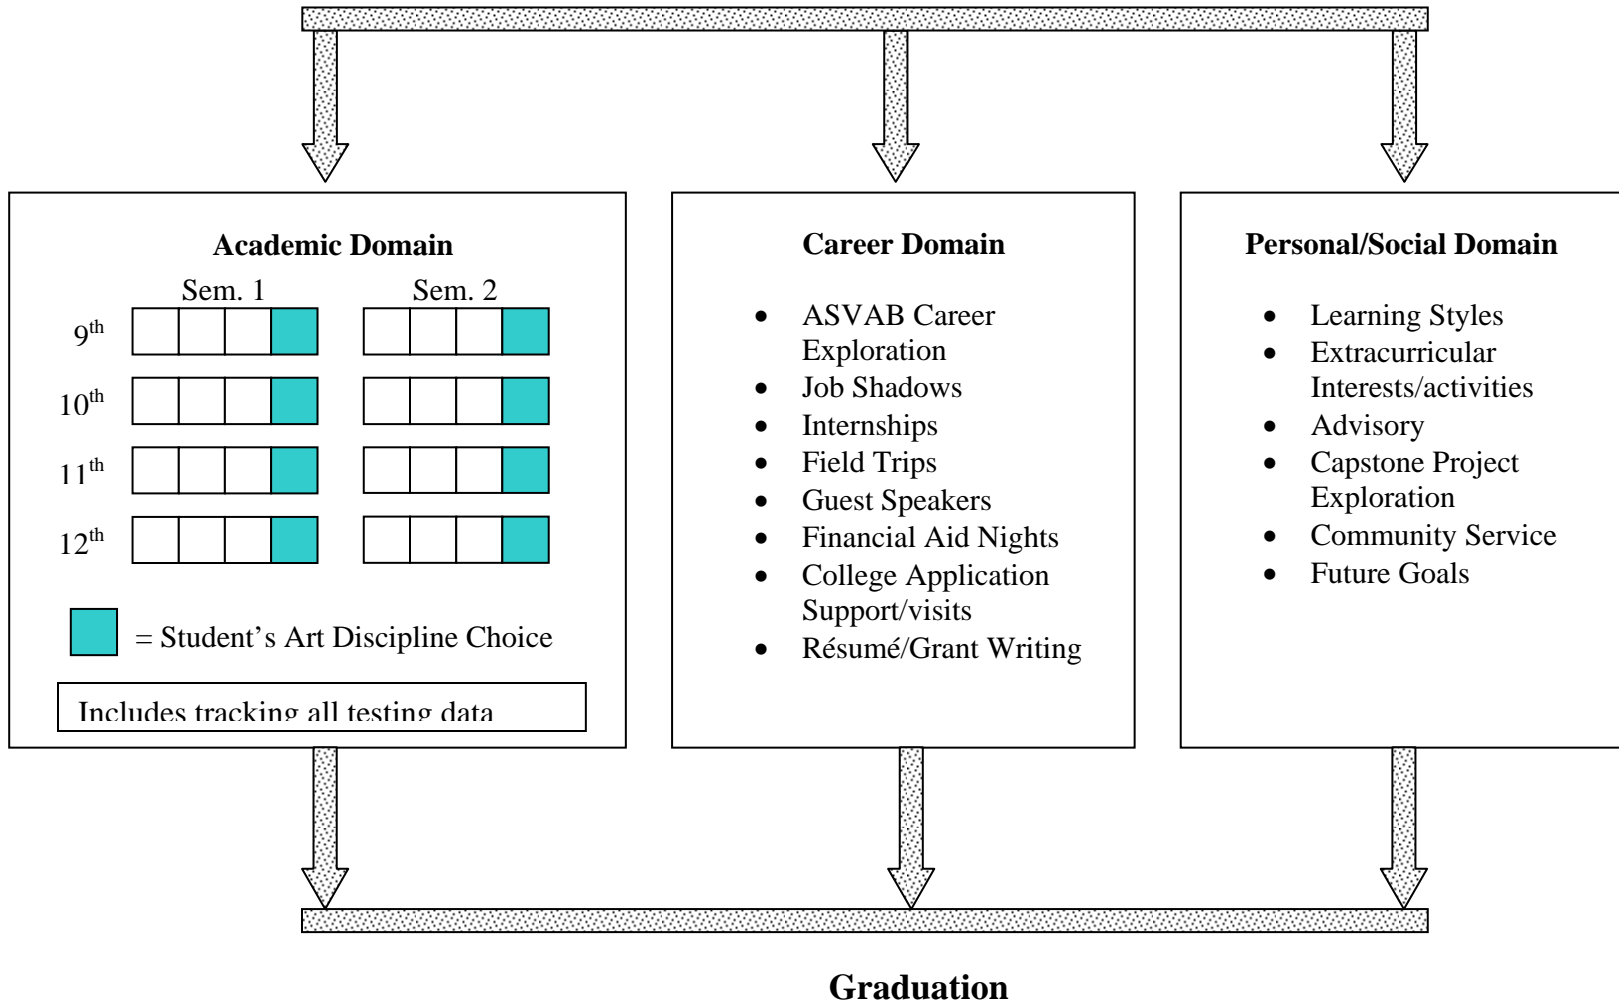 Academic Domain
Sem. 1 Sem. 2
9th
10th
11th
12th
= Student’s Art Discipline Choice
Includes tracking all testing data
Career Domain
• ASVAB Career
Exploration
• Job Shadows
• Internships
• Field Trips
• Guest Speakers
• Financial Aid Nights
• College Application
Support/visits
• Résumé/Grant Writing
Personal/Social Domain
• Learning Styles
• Extracurricular
Interests/activities
• Advisory
• Capstone Project
Exploration
• Community Service
• Future Goals
Graduation